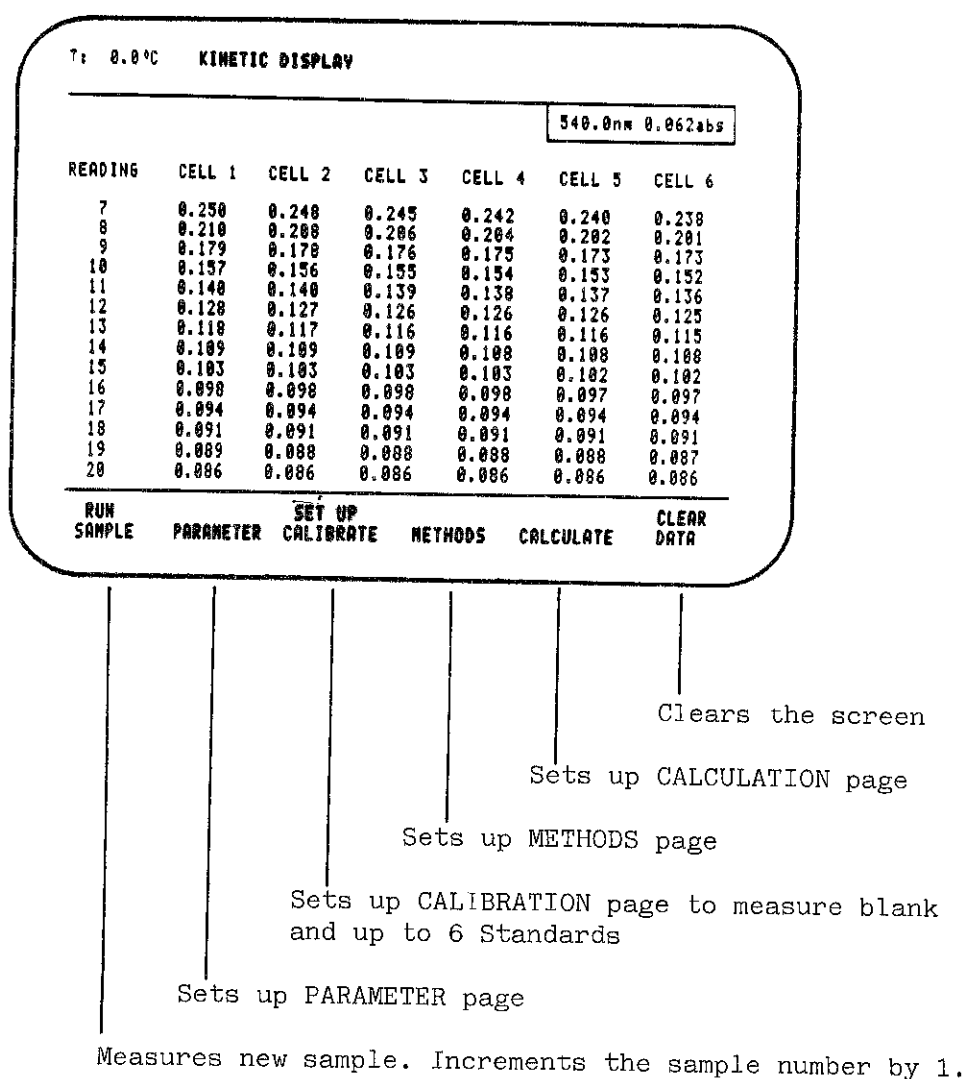 T: 0.0°C KINETIC DISPLAY
540.0nm 0.062abs
READING CELL 1 CELL 2 CELL 3 CELL 4 CELL 5 CELL 6
7 0.250 0.248 0.245 0.242 0.240 0.238
8 0.210 0.208 0.206 0.204 0.202 0.201
9 0.179 0.178 0.176 0.175 0.173 0.173
10 0.157 0.156 0.155 0.154 0.153 0.152
11 0.140 0.140 0.139 0.138 0.137 0.136
12 0.128 0.127 0.126 0.126 0.126 0.125
13 0.118 0.117 0.116 0.116 0.116 0.115
14 0.109 0.109 0.109 0.108 0.108 0.108
15 0.103 0.103 0.103 0.103 0.102 0.102
16 0.098 0.098 0.098 0.098 0.097 0.097
17 0.094 0.094 0.094 0.094 0.094 0.094
18 0.091 0.091 0.091 0.091 0.091 0.091
19 0.089 0.088 0.088 0.088 0.088 0.087
20 0.086 0.086 0.086 0.086 0.086 0.086
RUN SAMPLE
PARAMETER
SET UP CALIBRATE
METHODS
CALCULATE
CLEAR DATA
Clears the screen
Sets up CALCULATION page
Sets up METHODS page
Sets up CALIBRATION page to measure blank
and up to 6 Standards
Sets up PARAMETER page
Measures new sample. Increments the sample number by 1.